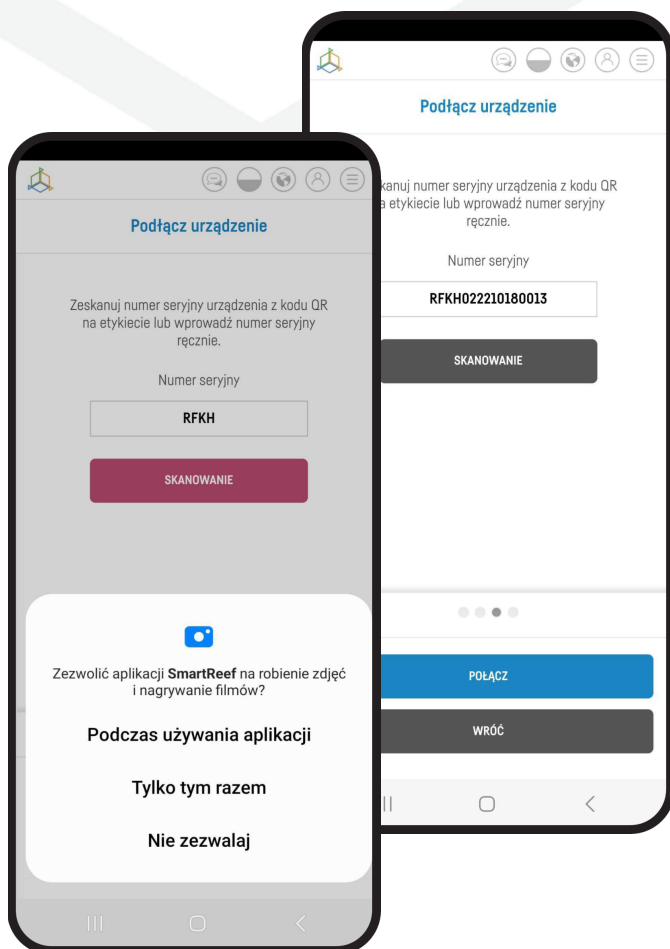 Podłącz urządzenie
Zeskanuj numer seryjny urządzenia z kodu QR
na etykiecie lub wprowadź numer seryjny
ręcznie.
Numer seryjny
RFKH
SKANOWANIE
Zezwolić aplikacji SmartReef na robienie zdjęć
i nagrywanie filmów?
Podczas używania aplikacji
Tylko tym razem
Nie zezwalaj
Podłącz urządzenie
kanuj numer seryjny urządzenia z kodu QR
a etykiecie lub wprowadź numer seryjny
ręcznie.
Numer seryjny
RFKH022210180013
SKANOWANIE
POŁĄCZ
WRÓĆ